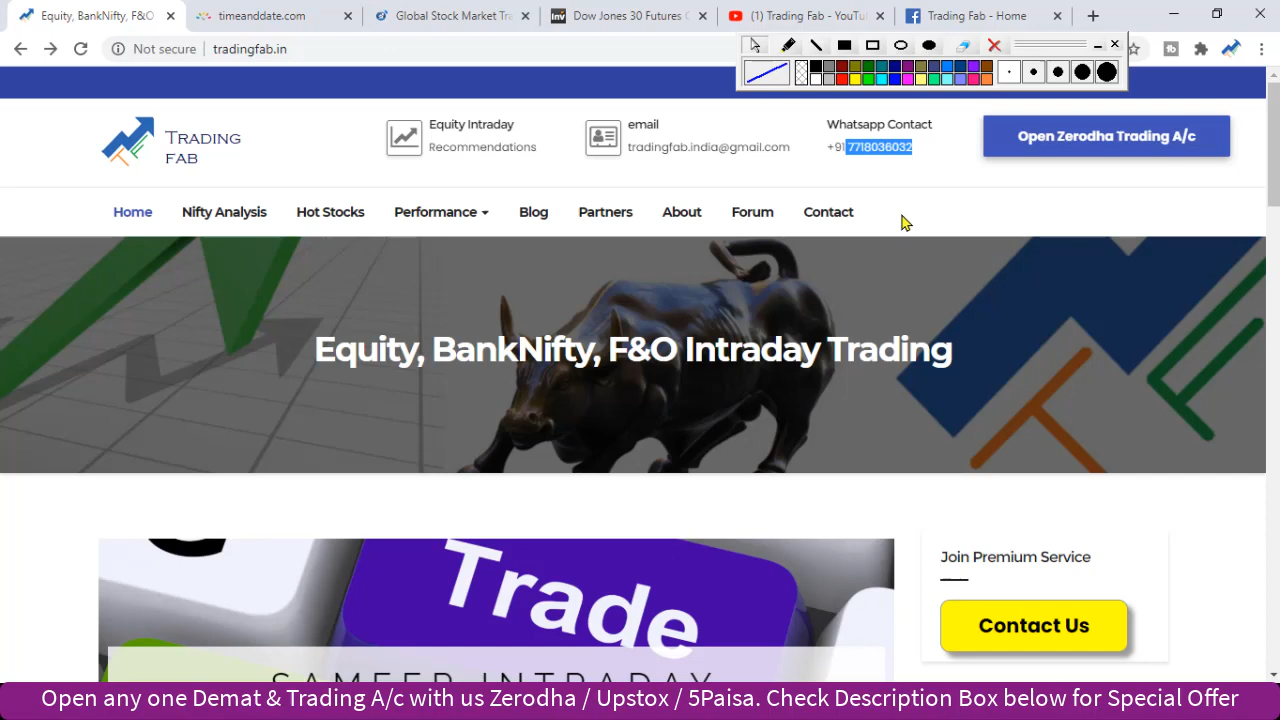 Equity, BankNifty, F&O
timeanddate.com
Global Stock Market Tra
Dow Jones 30 Futures C
(1) Trading Fab - YouTu
Trading Fab - Home
Not secure
tradingfab.in
TRADING
FAB
Equity Intraday
Recommendations
email
tradingfab.india@gmail.com
Whatsapp Contact
+91 7718036032
Open Zerodha Trading A/c
Home
Nifty Analysis
Hot Stocks
Performance
Blog
Partners
About
Forum
Contact
Equity, BankNifty, F&O Intraday Trading
Trade
SAMEER INTRADAY
Join Premium Service
Contact Us
Open any one Demat & Trading A/c with us Zerodha / Upstox / 5Paisa. Check Description Box below for Special Offer